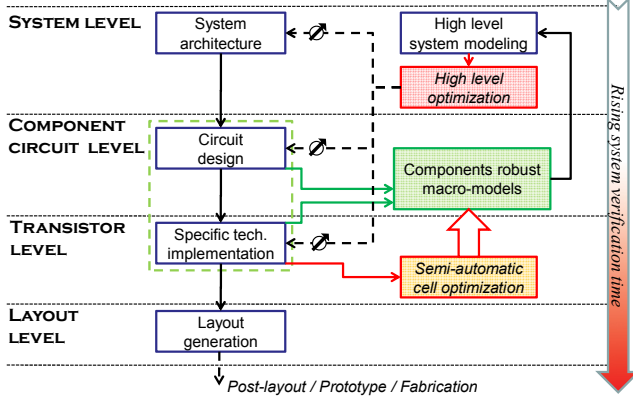 SYSTEM LEVEL
System
architecture
High level
system modeling
High level
optimization
COMPONENT
CIRCUIT LEVEL
Circuit
design
Components robust
macro-models
TRANSISTOR
LEVEL
Specific tech.
implementation
Semi-automatic
cell optimization
LAYOUT
LEVEL
Layout
generation
Post-layout / Prototype / Fabrication
Rising system verification time